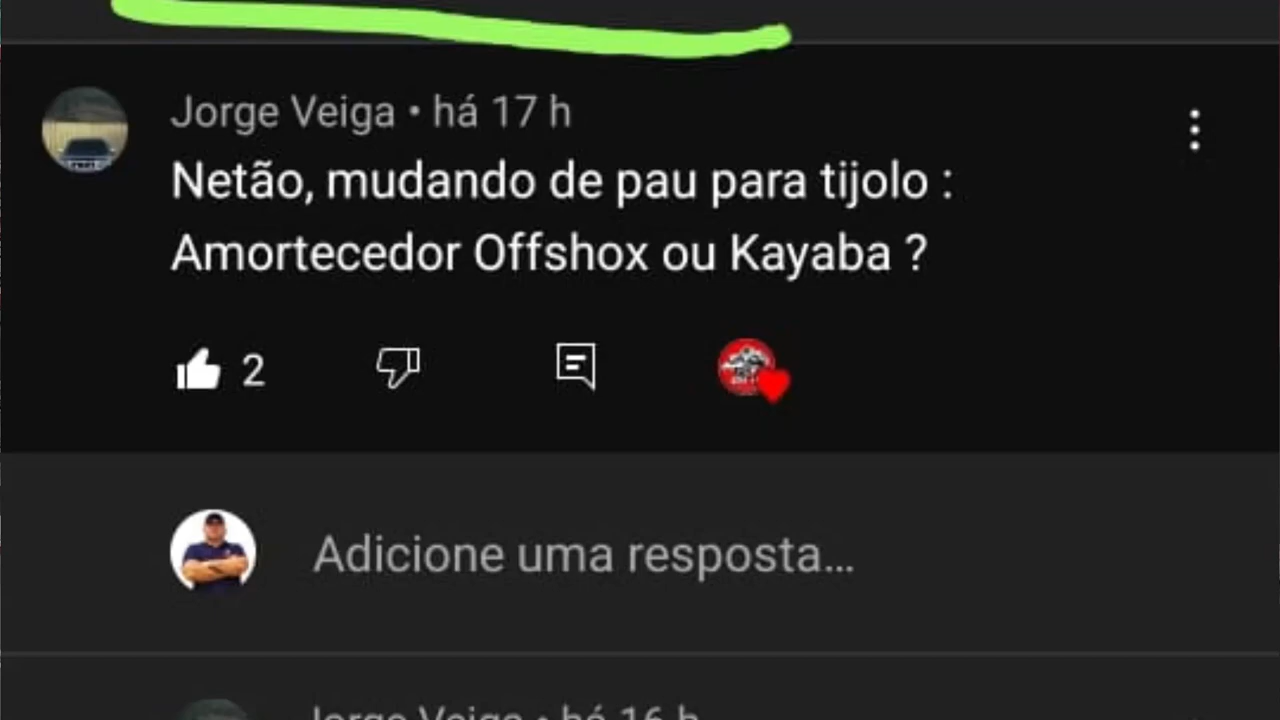 Jorge Veiga • há 17 h
Netão, mudando de pau para tijolo :
Amortecedor Offshox ou Kayaba ?
2
Adicione uma resposta...
Jorge Veiga • há 16 h